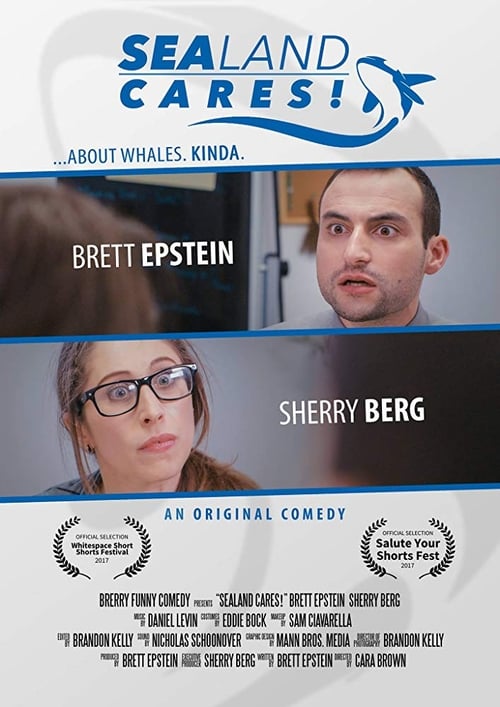 SEALAND
CARES!
...ABOUT WHALES. KINDA.
BRETT EPSTEIN
SHERRY BERG
AN ORIGINAL COMEDY
OFFICIAL SELECTION
Whitespace Short
Shorts Festival
2017
OFFICIAL SELECTION
Salute Your
Shorts Fest
2017
BRERRY FUNNY COMEDY PRESENTS "SEALAND CARES!" BRETT EPSTEIN SHERRY BERG
MUSIC BY DANIEL LEVIN COSTUMES BY EDDIE BOCK MAKEUP BY SAM CIAVARELLA
EDITED BY BRANDON KELLY SOUND BY NICHOLAS SCHOONOVER GRAPHIC DESIGN BY MANN BROS. MEDIA DIRECTOR OF PHOTOGRAPHY BRANDON KELLY
PRODUCED BY BRETT EPSTEIN EXECUTIVE PRODUCER SHERRY BERG WRITTEN BY BRETT EPSTEIN DIRECTED BY CARA BROWN